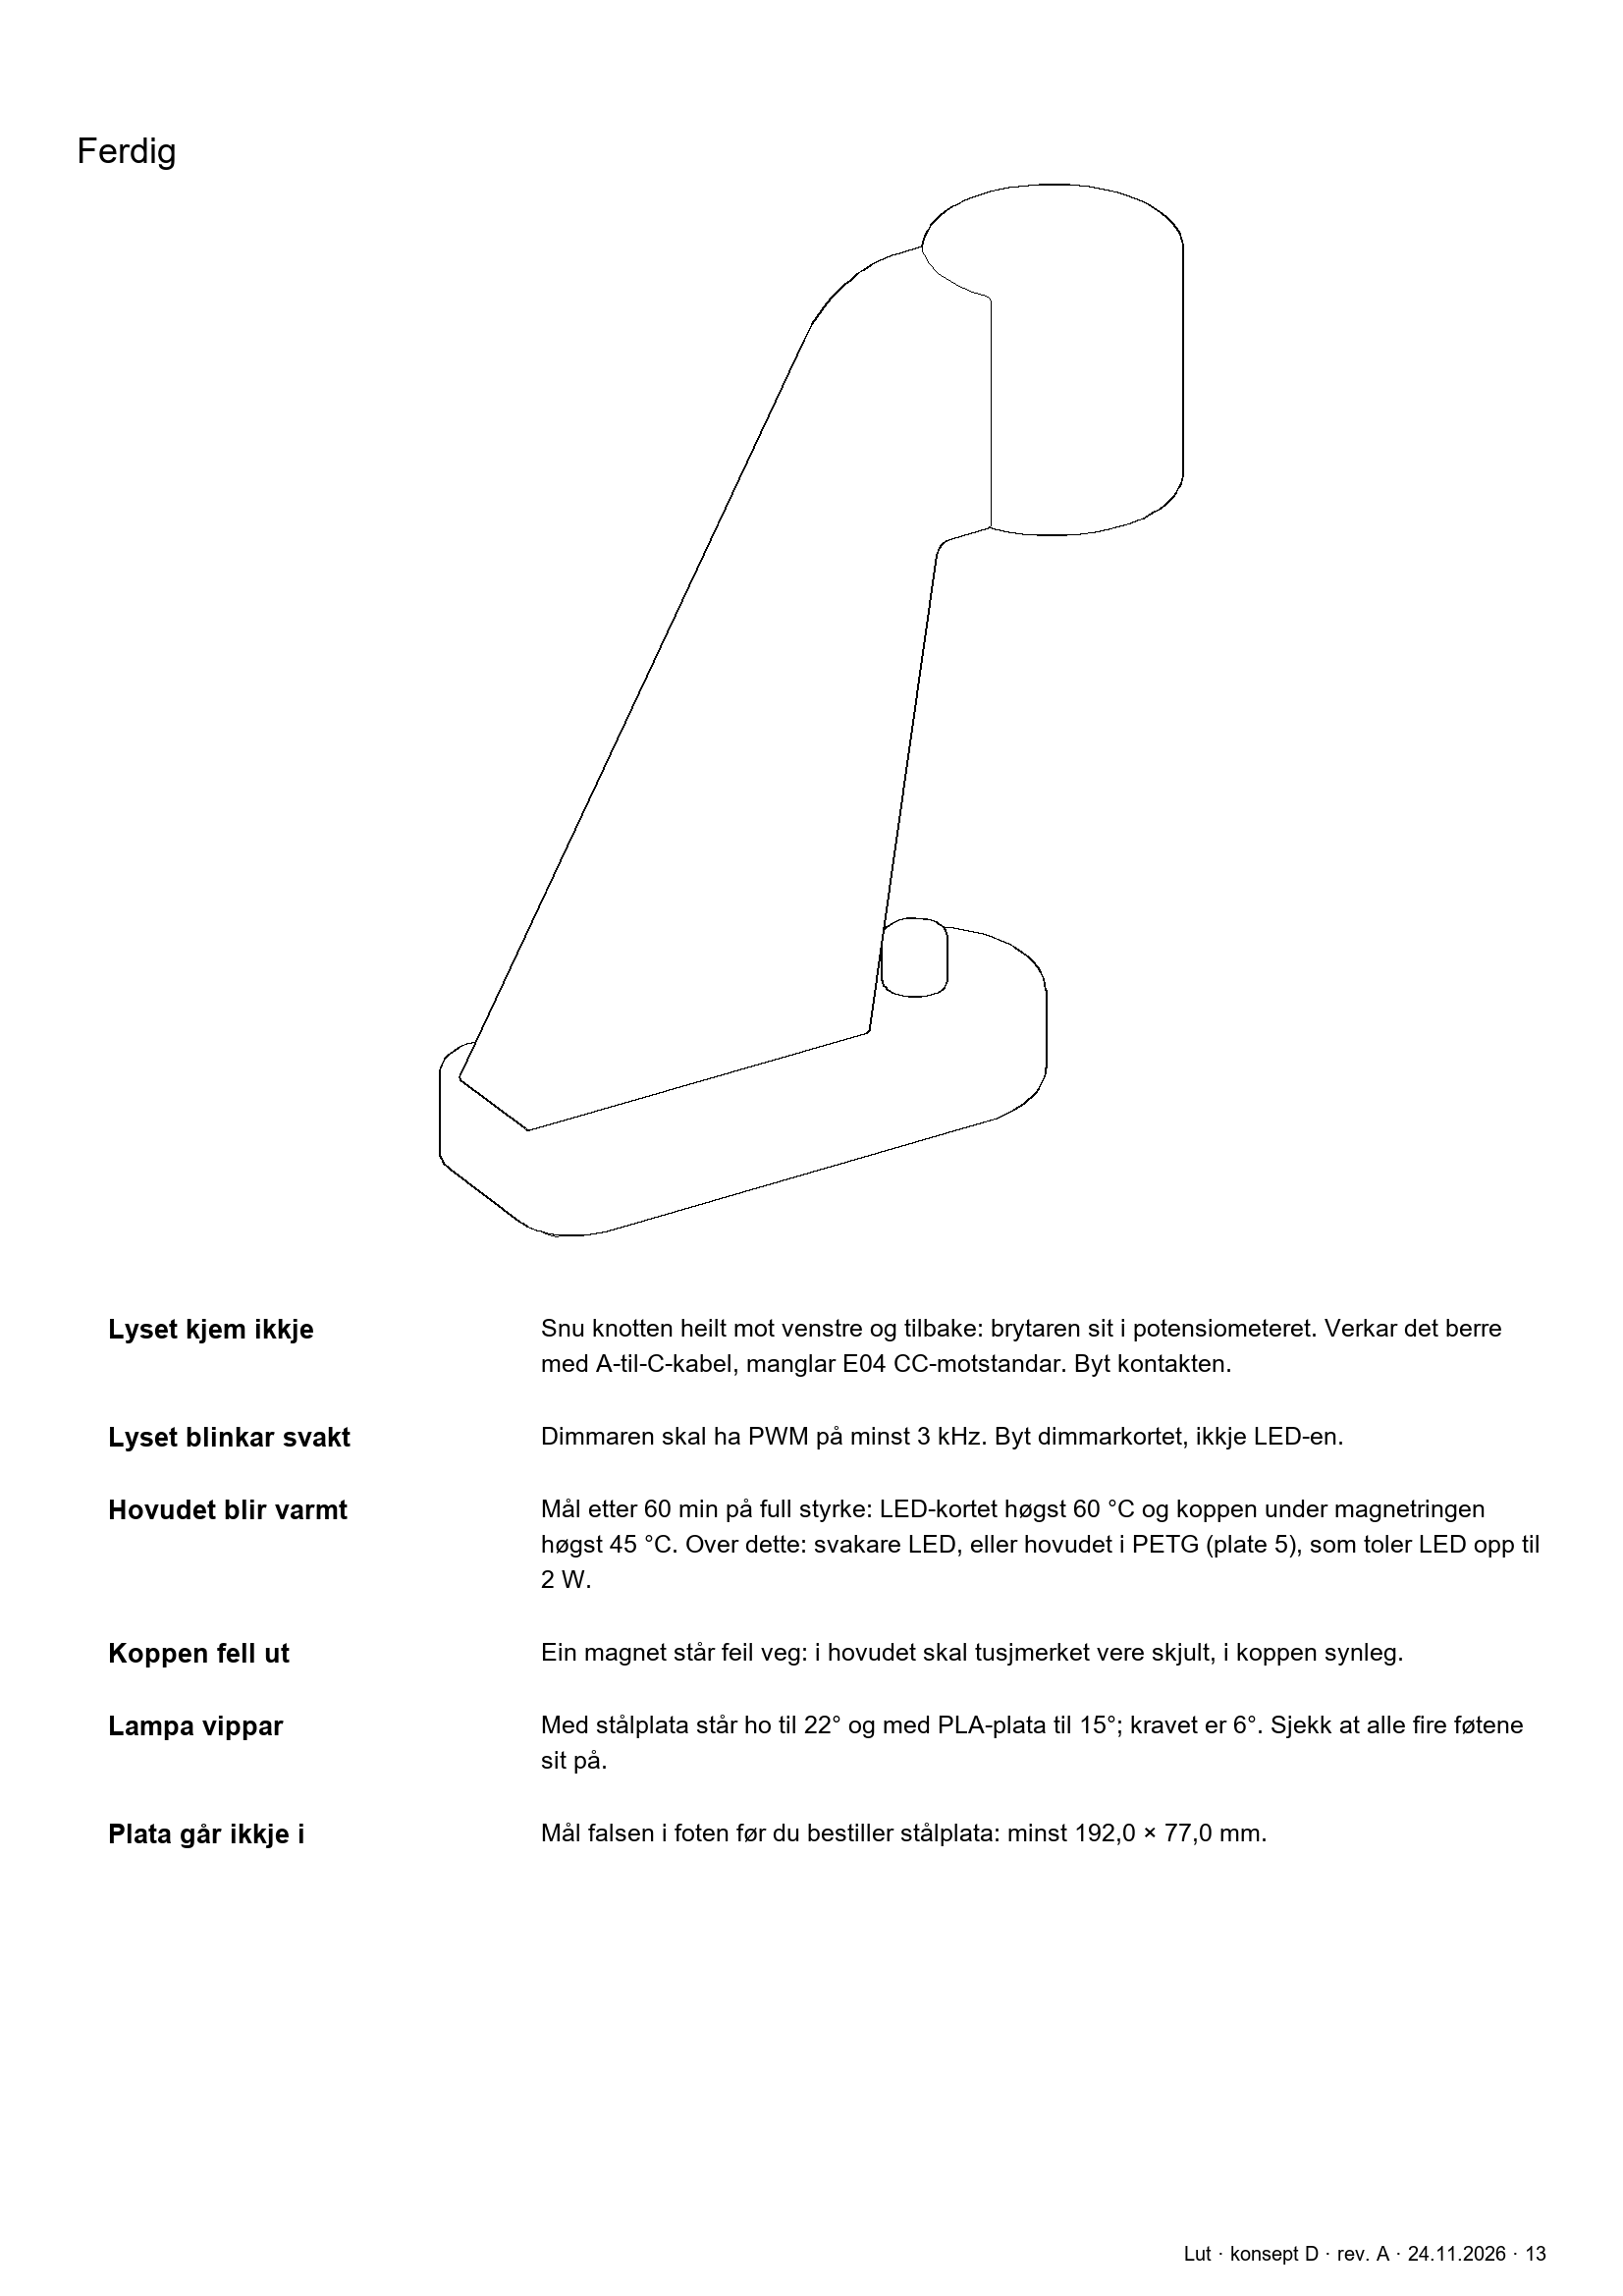 Ferdig
Lyset kjem ikkje
Snu knotten heilt mot venstre og tilbake: brytaren sit i potensiometeret. Verkar det berre
med A-til-C-kabel, manglar E04 CC-motstandar. Byt kontakten.
Lyset blinkar svakt
Dimmaren skal ha PWM på minst 3 kHz. Byt dimmarkortet, ikkje LED-en.
Hovudet blir varmt
Mål etter 60 min på full styrke: LED-kortet høgst 60 °C og koppen under magnetringen
høgst 45 °C. Over dette: svakare LED, eller hovudet i PETG (plate 5), som toler LED opp til
2 W.
Koppen fell ut
Ein magnet står feil veg: i hovudet skal tusjmerket vere skjult, i koppen synleg.
Lampa vippar
Med stålplata står ho til 22° og med PLA-plata til 15°; kravet er 6°. Sjekk at alle fire føtene
sit på.
Plata går ikkje i
Mål falsen i foten før du bestiller stålplata: minst 192,0 × 77,0 mm.
Lut · konsept D · rev. A · 24.11.2026 · 13